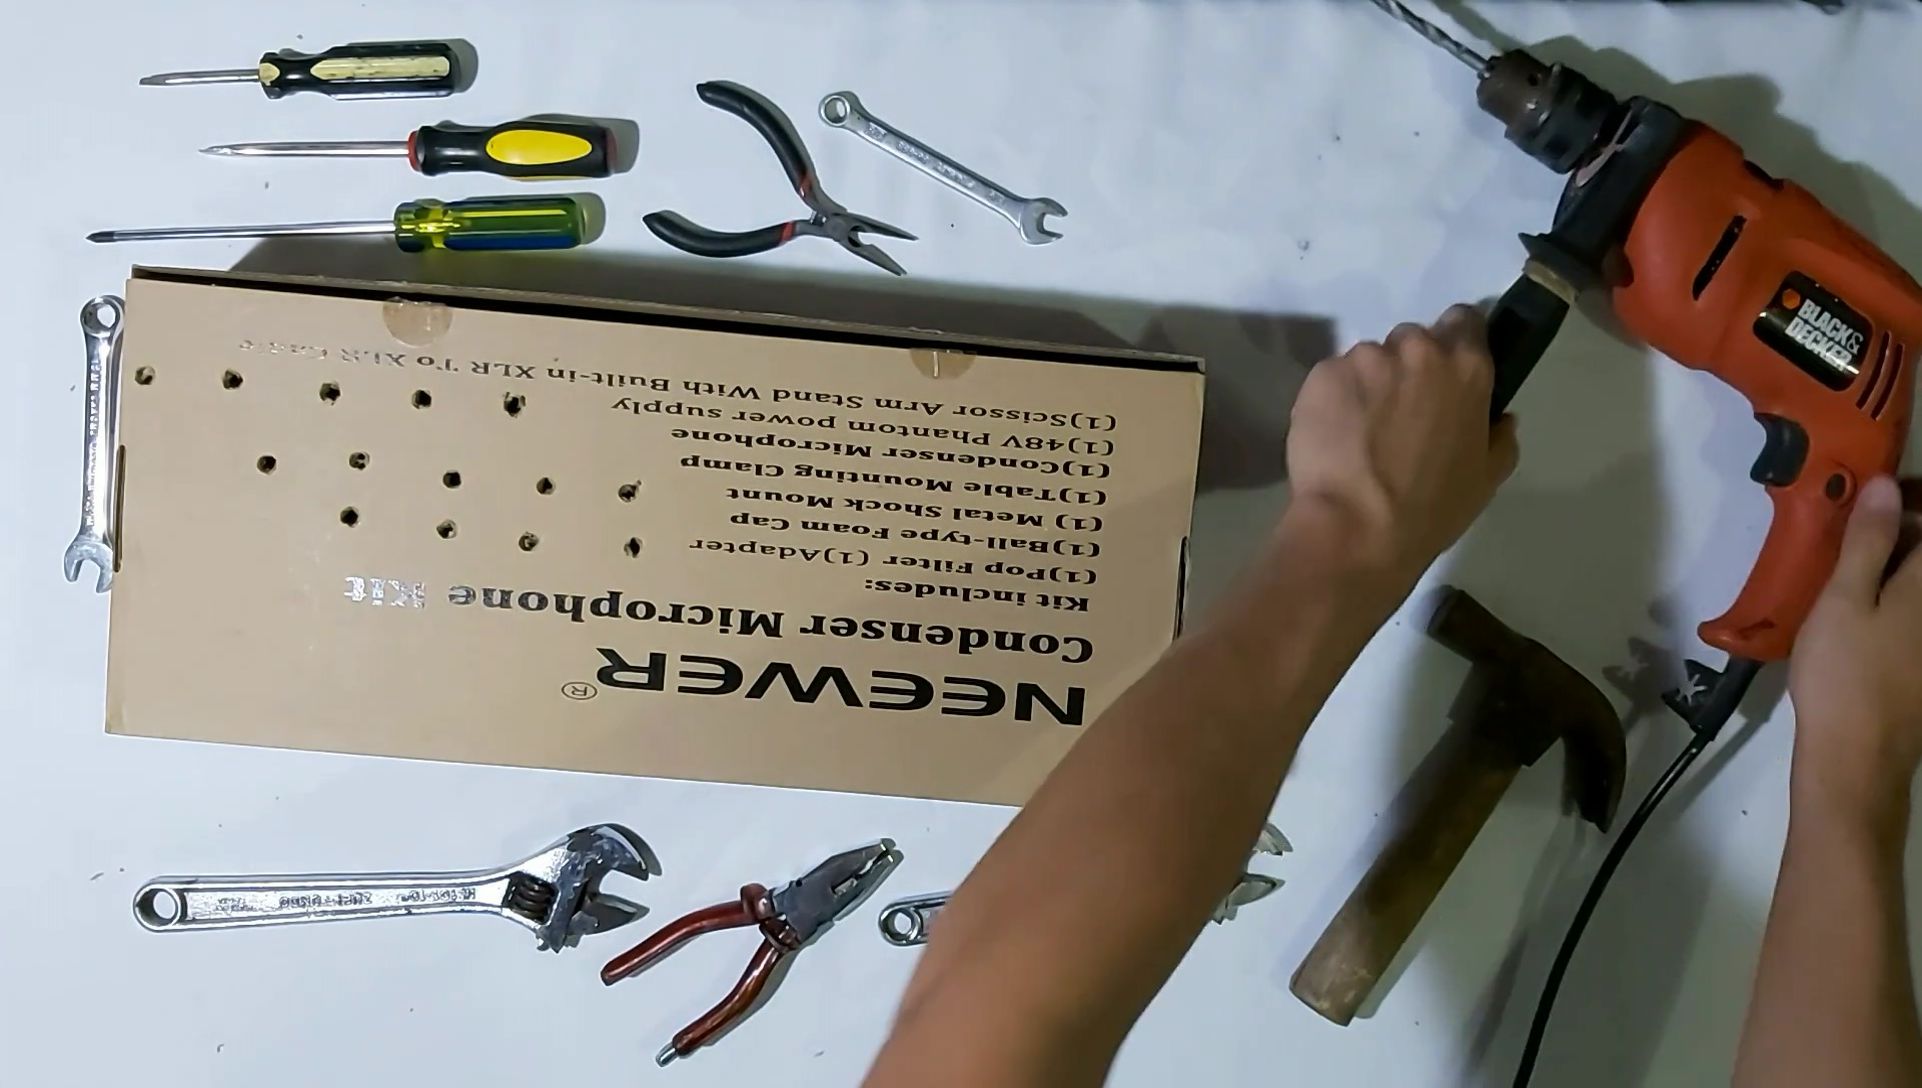 NEEWER®
Condenser Microphone Kit
Kit includes:
(1)Pop Filter (1)Adapter
(1)Ball-type Foam Cap
(1) Metal Shock Mount
(1)Table Mounting Clamp
(1)Condenser Microphone
(1)48V Phantom power supply
(1)Scissor Arm Stand With Built-in XLR To XLR Cable
BLACK&
DECKER